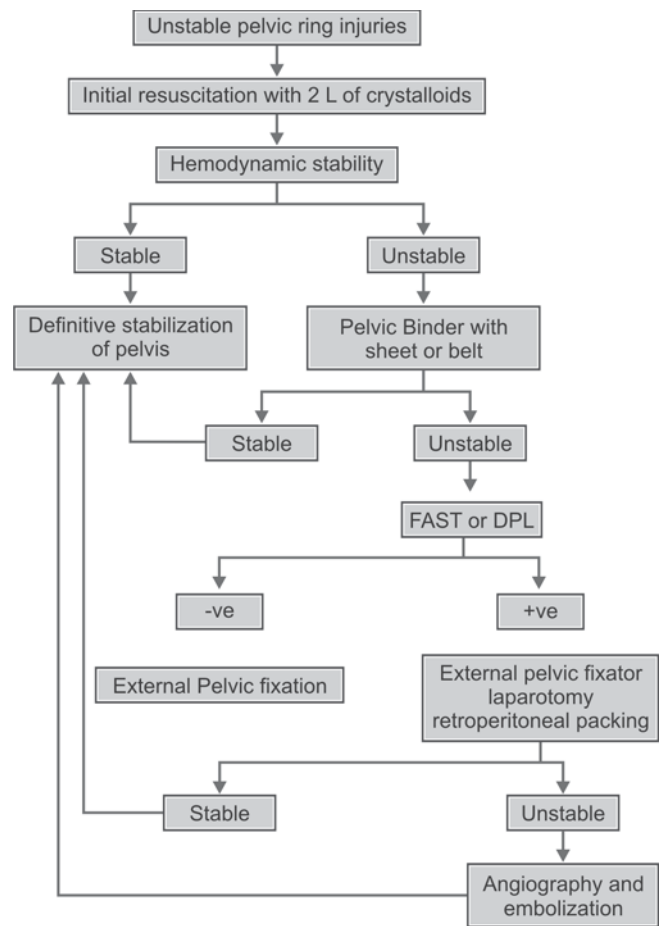 Unstable pelvic ring injuries
Initial resuscitation with 2 L of crystalloids
Hemodynamic stability
Stable
Unstable
Definitive stabilization
of pelvis
Pelvic Binder with
sheet or belt
Stable
Unstable
FAST or DPL
-ve
+ve
External Pelvic fixation
External pelvic fixator
laparotomy
retroperitoneal packing
Stable
Unstable
Angiography and
embolization